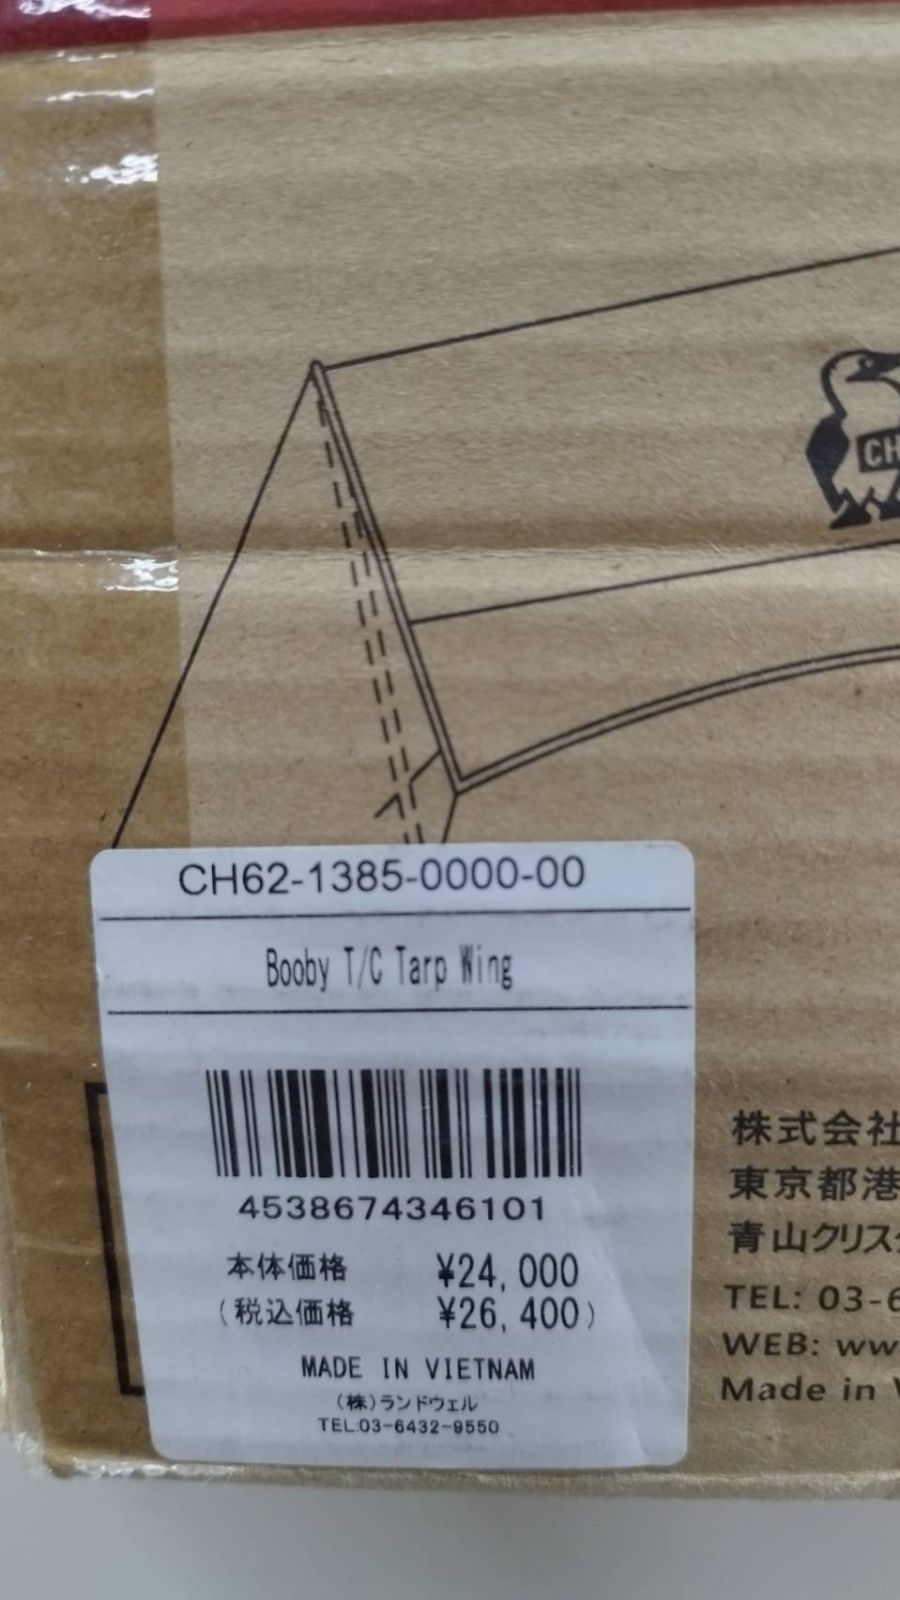 CH
CH62-1385-0000-00
Booby T/C Tarp Wing
4538674346101
本体価格 ¥24,000
(税込価格 ¥26,400)
MADE IN VIETNAM
(株)ランドウェル
TEL:03-6432-9550
株式会社
東京都港
青山クリス
TEL: 03-6
WEB: ww
Made in